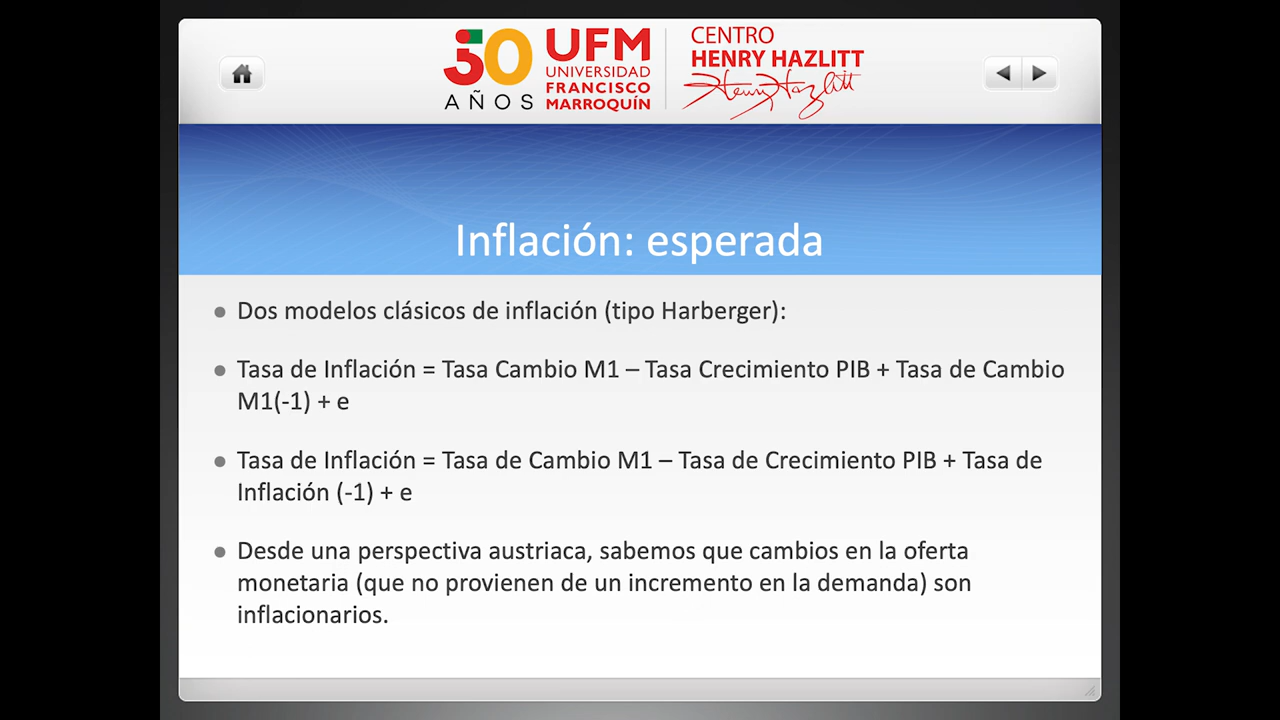 50
AÑOS
UFM
UNIVERSIDAD
FRANCISCO
MARROQUÍN
CENTRO
HENRY HAZLITT
Henry Hazlitt
Inflación: esperada
Dos modelos clásicos de inflación (tipo Harberger):
Tasa de Inflación = Tasa Cambio M1 – Tasa Crecimiento PIB + Tasa de Cambio
M1(-1) + e
Tasa de Inflación = Tasa de Cambio M1 – Tasa de Crecimiento PIB + Tasa de
Inflación (-1) + e
Desde una perspectiva austriaca, sabemos que cambios en la oferta
monetaria (que no provienen de un incremento en la demanda) son
inflacionarios.